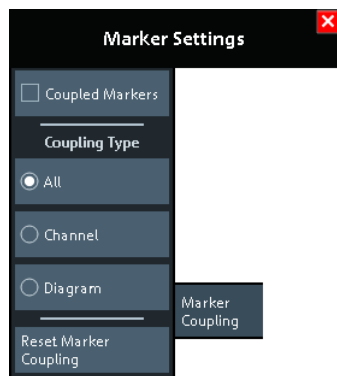 Marker Settings
Coupled Markers
Coupling Type
All
Channel
Diagram
Reset Marker
Coupling
Marker
Coupling